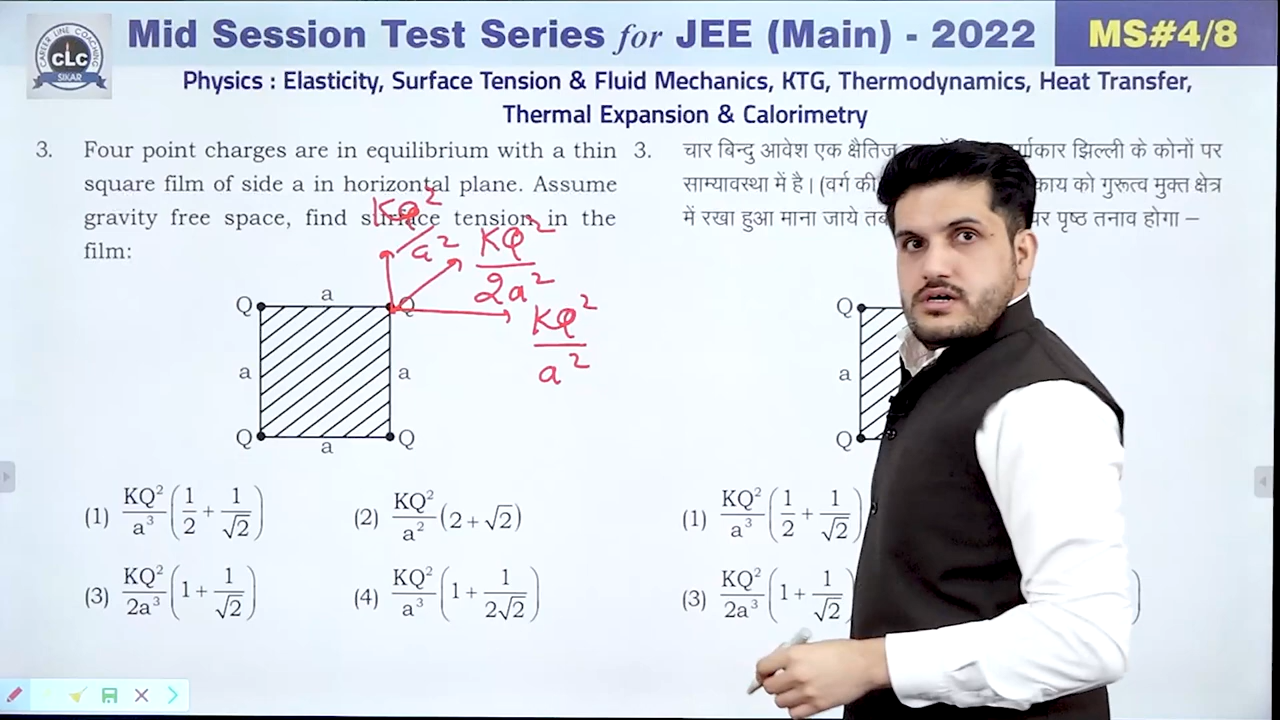 CAREER LINE COACHING
CLC
SIKAR
Mid Session Test Series for JEE (Main) - 2022
MS#4/8
Physics : Elasticity, Surface Tension & Fluid Mechanics, KTG, Thermodynamics, Heat Transfer,
Thermal Expansion & Calorimetry
3. Four point charges are in equilibrium with a thin
square film of side a in horizontal plane. Assume
gravity free space, find surface tension in the
film:
KQ²/a²
KQ²/2a²
KQ²/a²
Q a Q
a a
Q a Q
(1) KQ²/a³ (1/2 + 1/√2)
(2) KQ²/a² (2 + √2)
(3) KQ²/2a³ (1 + 1/√2)
(4) KQ²/a³ (1 + 1/2√2)
3. चार बिन्दु आवेश एक क्षैतिज झिल्ली के कोनों पर
साम्यावस्था में है। (वर्ग की काय को गुरूत्व मुक्त क्षेत्र
में रखा हुआ माना जाये पर पृष्ठ तनाव होगा –
Q
a
Q
(1) KQ²/a³ (1/2 + 1/√2)
(3) KQ²/2a³ (1 + 1/√2